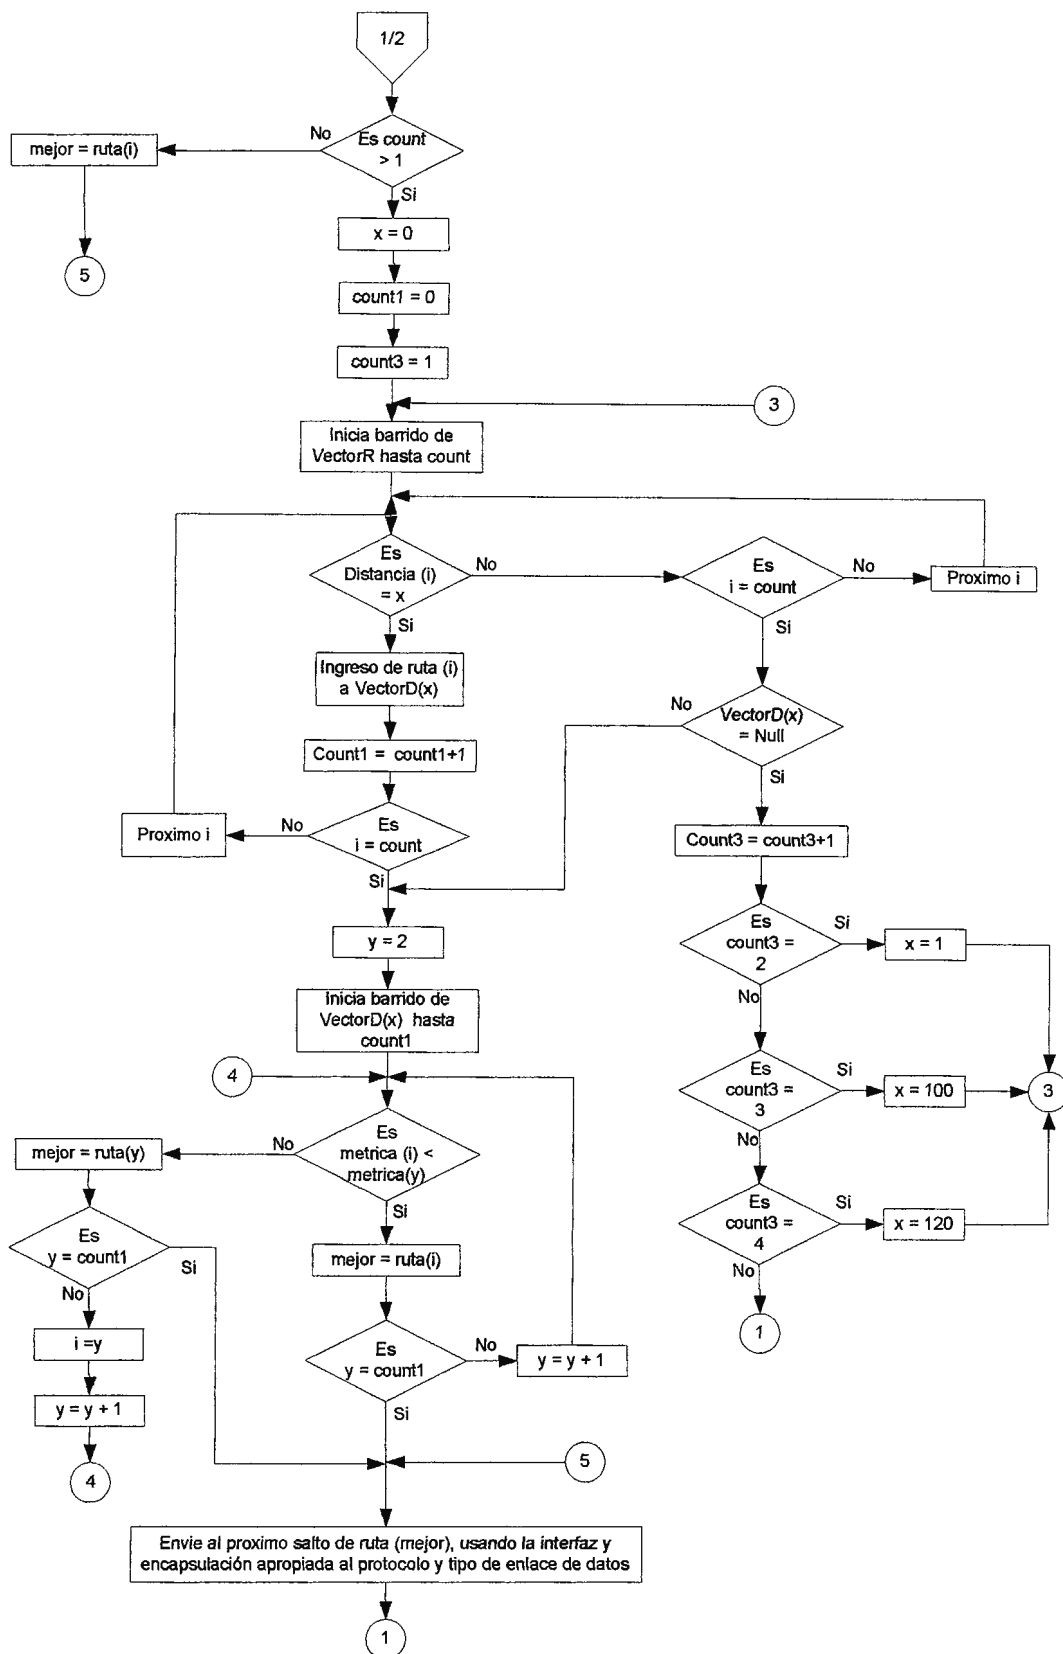 1/2
Es count
> 1
No
mejor = ruta(i)
5
Si
x = 0
count1 = 0
count3 = 1
3
Inicia barrido de
VectorR hasta count
Es
Distancia (i)
= x
No
Es
i = count
No
Proximo i
Si
Ingreso de ruta (i)
a VectorD(x)
Si
VectorD(x)
= Null
No
Count1 = count1+1
Si
Es
i = count
No
Proximo i
Count3 = count3+1
Si
y = 2
Es
count3 =
2
Si
x = 1
No
Inicia barrido de
VectorD(x) hasta
count1
4
Es
count3 =
3
Si
x = 100
3
No
Es
metrica (i) <
metrica(y)
No
mejor = ruta(y)
Si
Es
count3 =
4
Si
x = 120
No
1
Es
y = count1
Si
No
mejor = ruta(i)
i =y
Es
y = count1
No
y = y + 1
Si
y = y + 1
4
5
Envie al proximo salto de ruta (mejor), usando la interfaz y
encapsulación apropiada al protocolo y tipo de enlace de datos
1